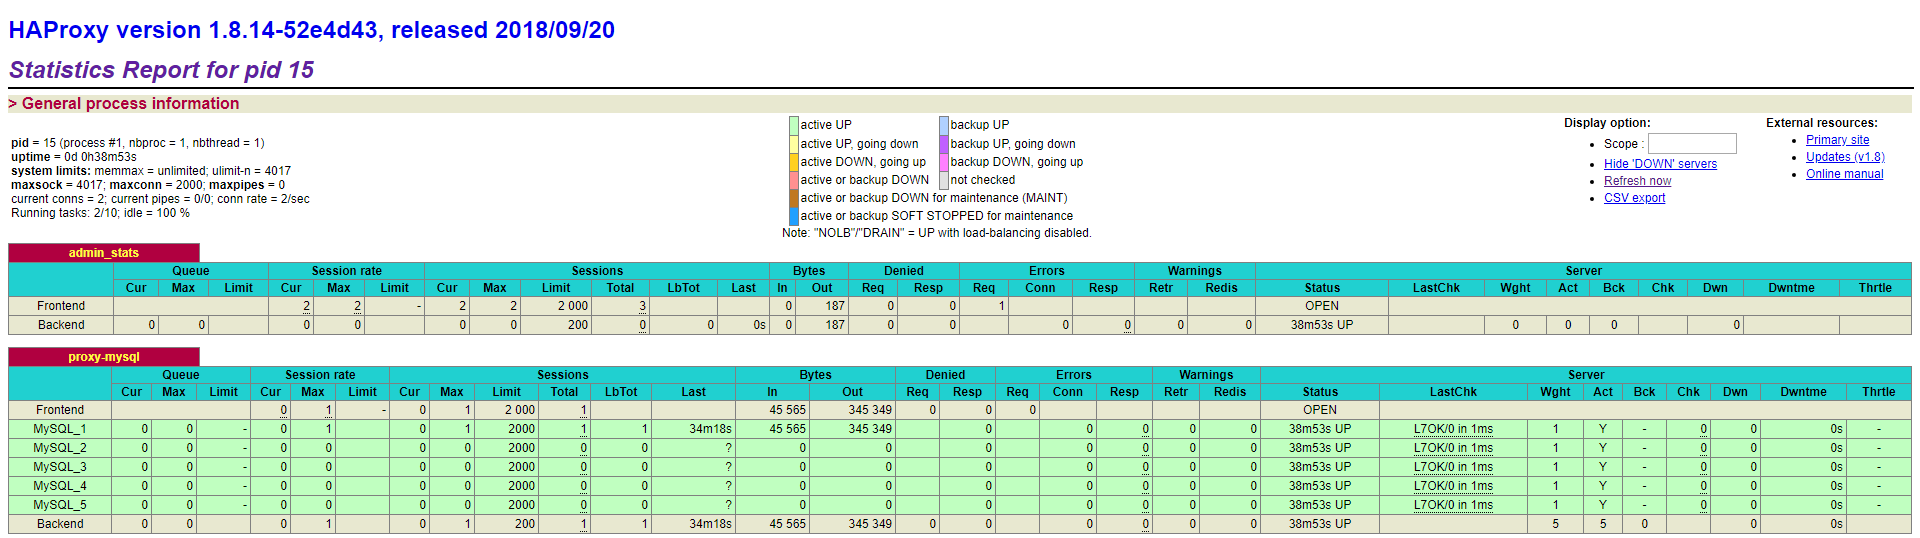 HAProxy version 1.8.14-52e4d43, released 2018/09/20
Statistics Report for pid 15
> General process information
pid = 15 (process #1, nbproc = 1, nbthread = 1)
uptime = 0d 0h38m53s
system limits: memmax = unlimited; ulimit-n = 4017
maxsock = 4017; maxconn = 2000; maxpipes = 0
current conns = 2; current pipes = 0/0; conn rate = 2/sec
Running tasks: 2/10; idle = 100 %
active UP backup UP
active UP, going down backup UP, going down
active DOWN, going up backup DOWN, going up
active or backup DOWN not checked
active or backup DOWN for maintenance (MAINT)
active or backup SOFT STOPPED for maintenance
Note: "NOLB"/"DRAIN" = UP with load-balancing disabled.
Display option:
• Scope :
• Hide 'DOWN' servers
• Refresh now
• CSV export
External resources:
• Primary site
• Updates (v1.8)
• Online manual
admin_stats
Queue Session rate Sessions Bytes Denied Errors Warnings Server
Cur Max Limit Cur Max Limit Cur Max Limit Total LbTot Last In Out Req Resp Req Conn Resp Retr Redis Status LastChk Wght Act Bck Chk Dwn Dwntme Thrtle
Frontend 2 2 - 2 2 2 000 3 0 187 0 0 1 OPEN
Backend 0 0 0 0 0 0 200 0 0 0s 0 187 0 0 0 0 0 0 38m53s UP 0 0 0 0
proxy-mysql
Queue Session rate Sessions Bytes Denied Errors Warnings Server
Cur Max Limit Cur Max Limit Cur Max Limit Total LbTot Last In Out Req Resp Req Conn Resp Retr Redis Status LastChk Wght Act Bck Chk Dwn Dwntme Thrtle
Frontend 0 1 - 0 1 2 000 1 45 565 345 349 0 0 0 OPEN
MySQL_1 0 0 - 0 1 0 1 2000 1 1 34m18s 45 565 345 349 0 0 0 0 0 38m53s UP L7OK/0 in 1ms 1 Y - 0 0 0s -
MySQL_2 0 0 - 0 0 0 0 2000 0 0 ? 0 0 0 0 0 0 0 38m53s UP L7OK/0 in 1ms 1 Y - 0 0 0s -
MySQL_3 0 0 - 0 0 0 0 2000 0 0 ? 0 0 0 0 0 0 0 38m53s UP L7OK/0 in 1ms 1 Y - 0 0 0s -
MySQL_4 0 0 - 0 0 0 0 2000 0 0 ? 0 0 0 0 0 0 0 38m53s UP L7OK/0 in 1ms 1 Y - 0 0 0s -
MySQL_5 0 0 - 0 0 0 0 2000 0 0 ? 0 0 0 0 0 0 0 38m53s UP L7OK/0 in 1ms 1 Y - 0 0 0s -
Backend 0 0 0 1 0 1 200 1 1 34m18s 45 565 345 349 0 0 0 0 0 0 38m53s UP 5 5 0 0 0s